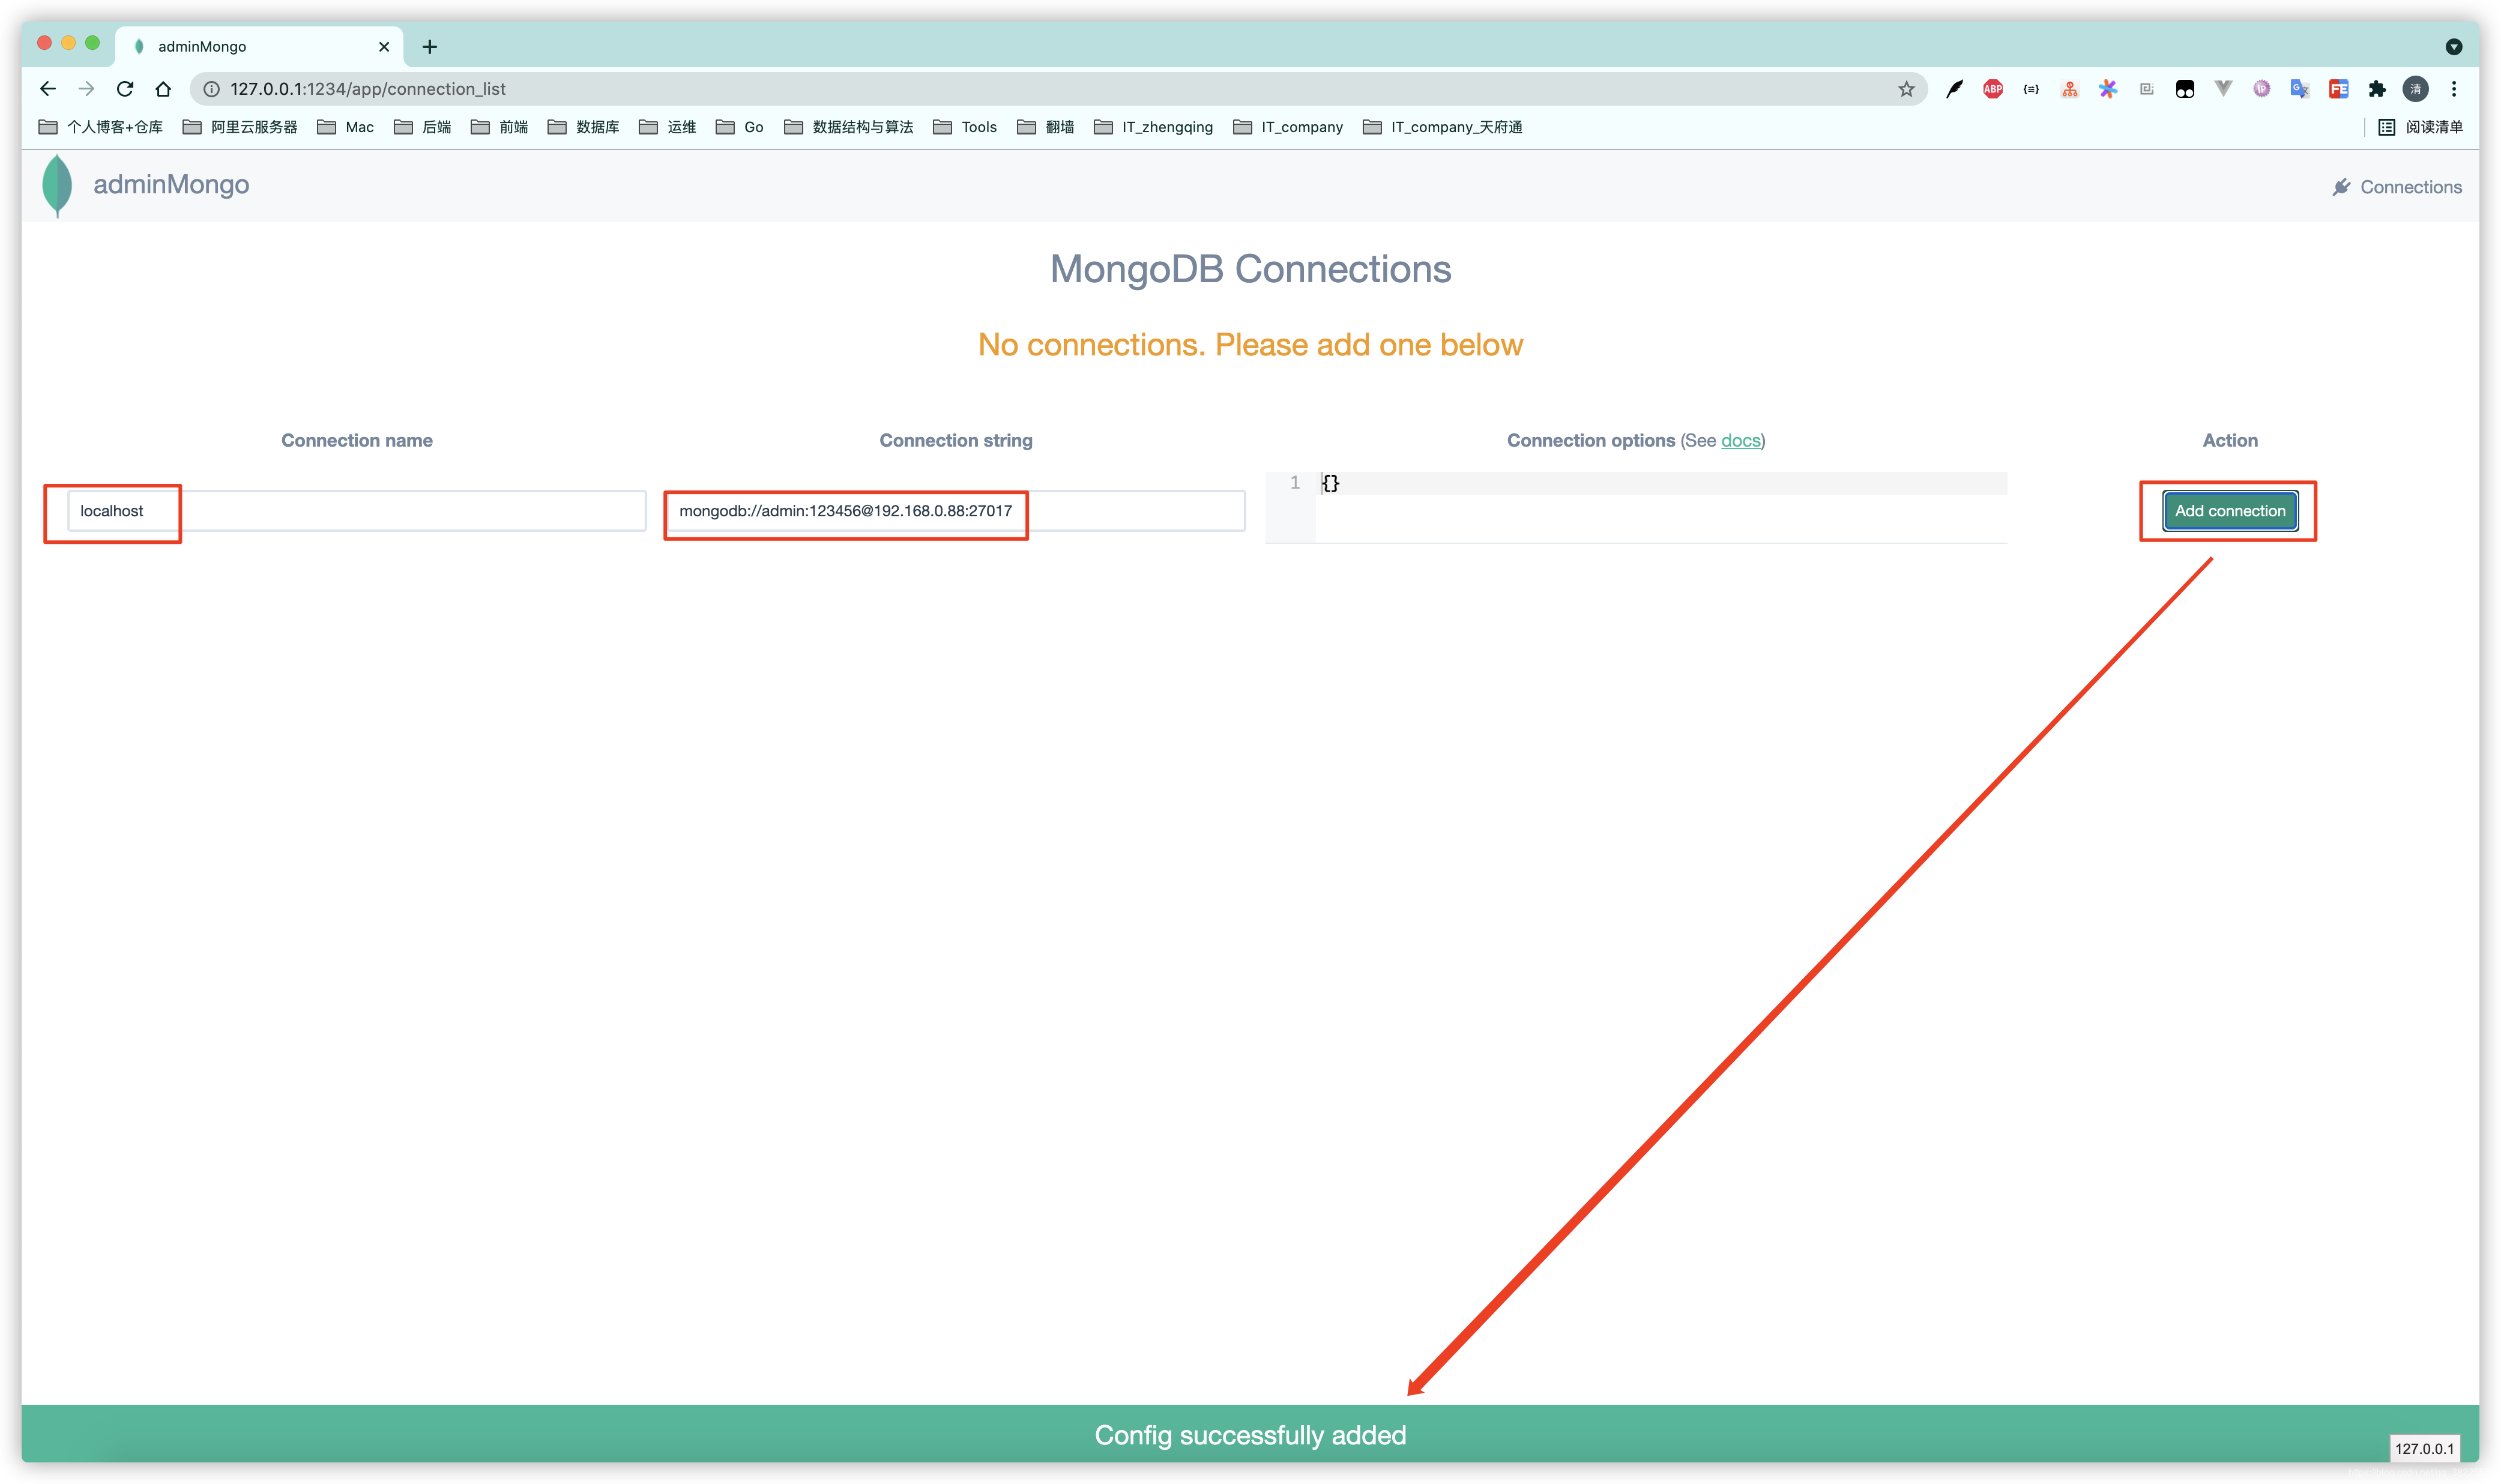 adminMongo
127.0.0.1:1234/app/connection_list
ABP
{≡}
IP
G
FE
清
个人博客+仓库 阿里云服务器 Mac 后端 前端 数据库 运维 Go 数据结构与算法 Tools 翻墙 IT_zhengqing IT_company IT_company_天府通 阅读清单
adminMongo Connections
MongoDB Connections
No connections. Please add one below
Connection name Connection string Connection options (See docs) Action
1 {}
localhost mongodb://admin:123456@192.168.0.88:27017 Add connection
Config successfully added
127.0.0.1